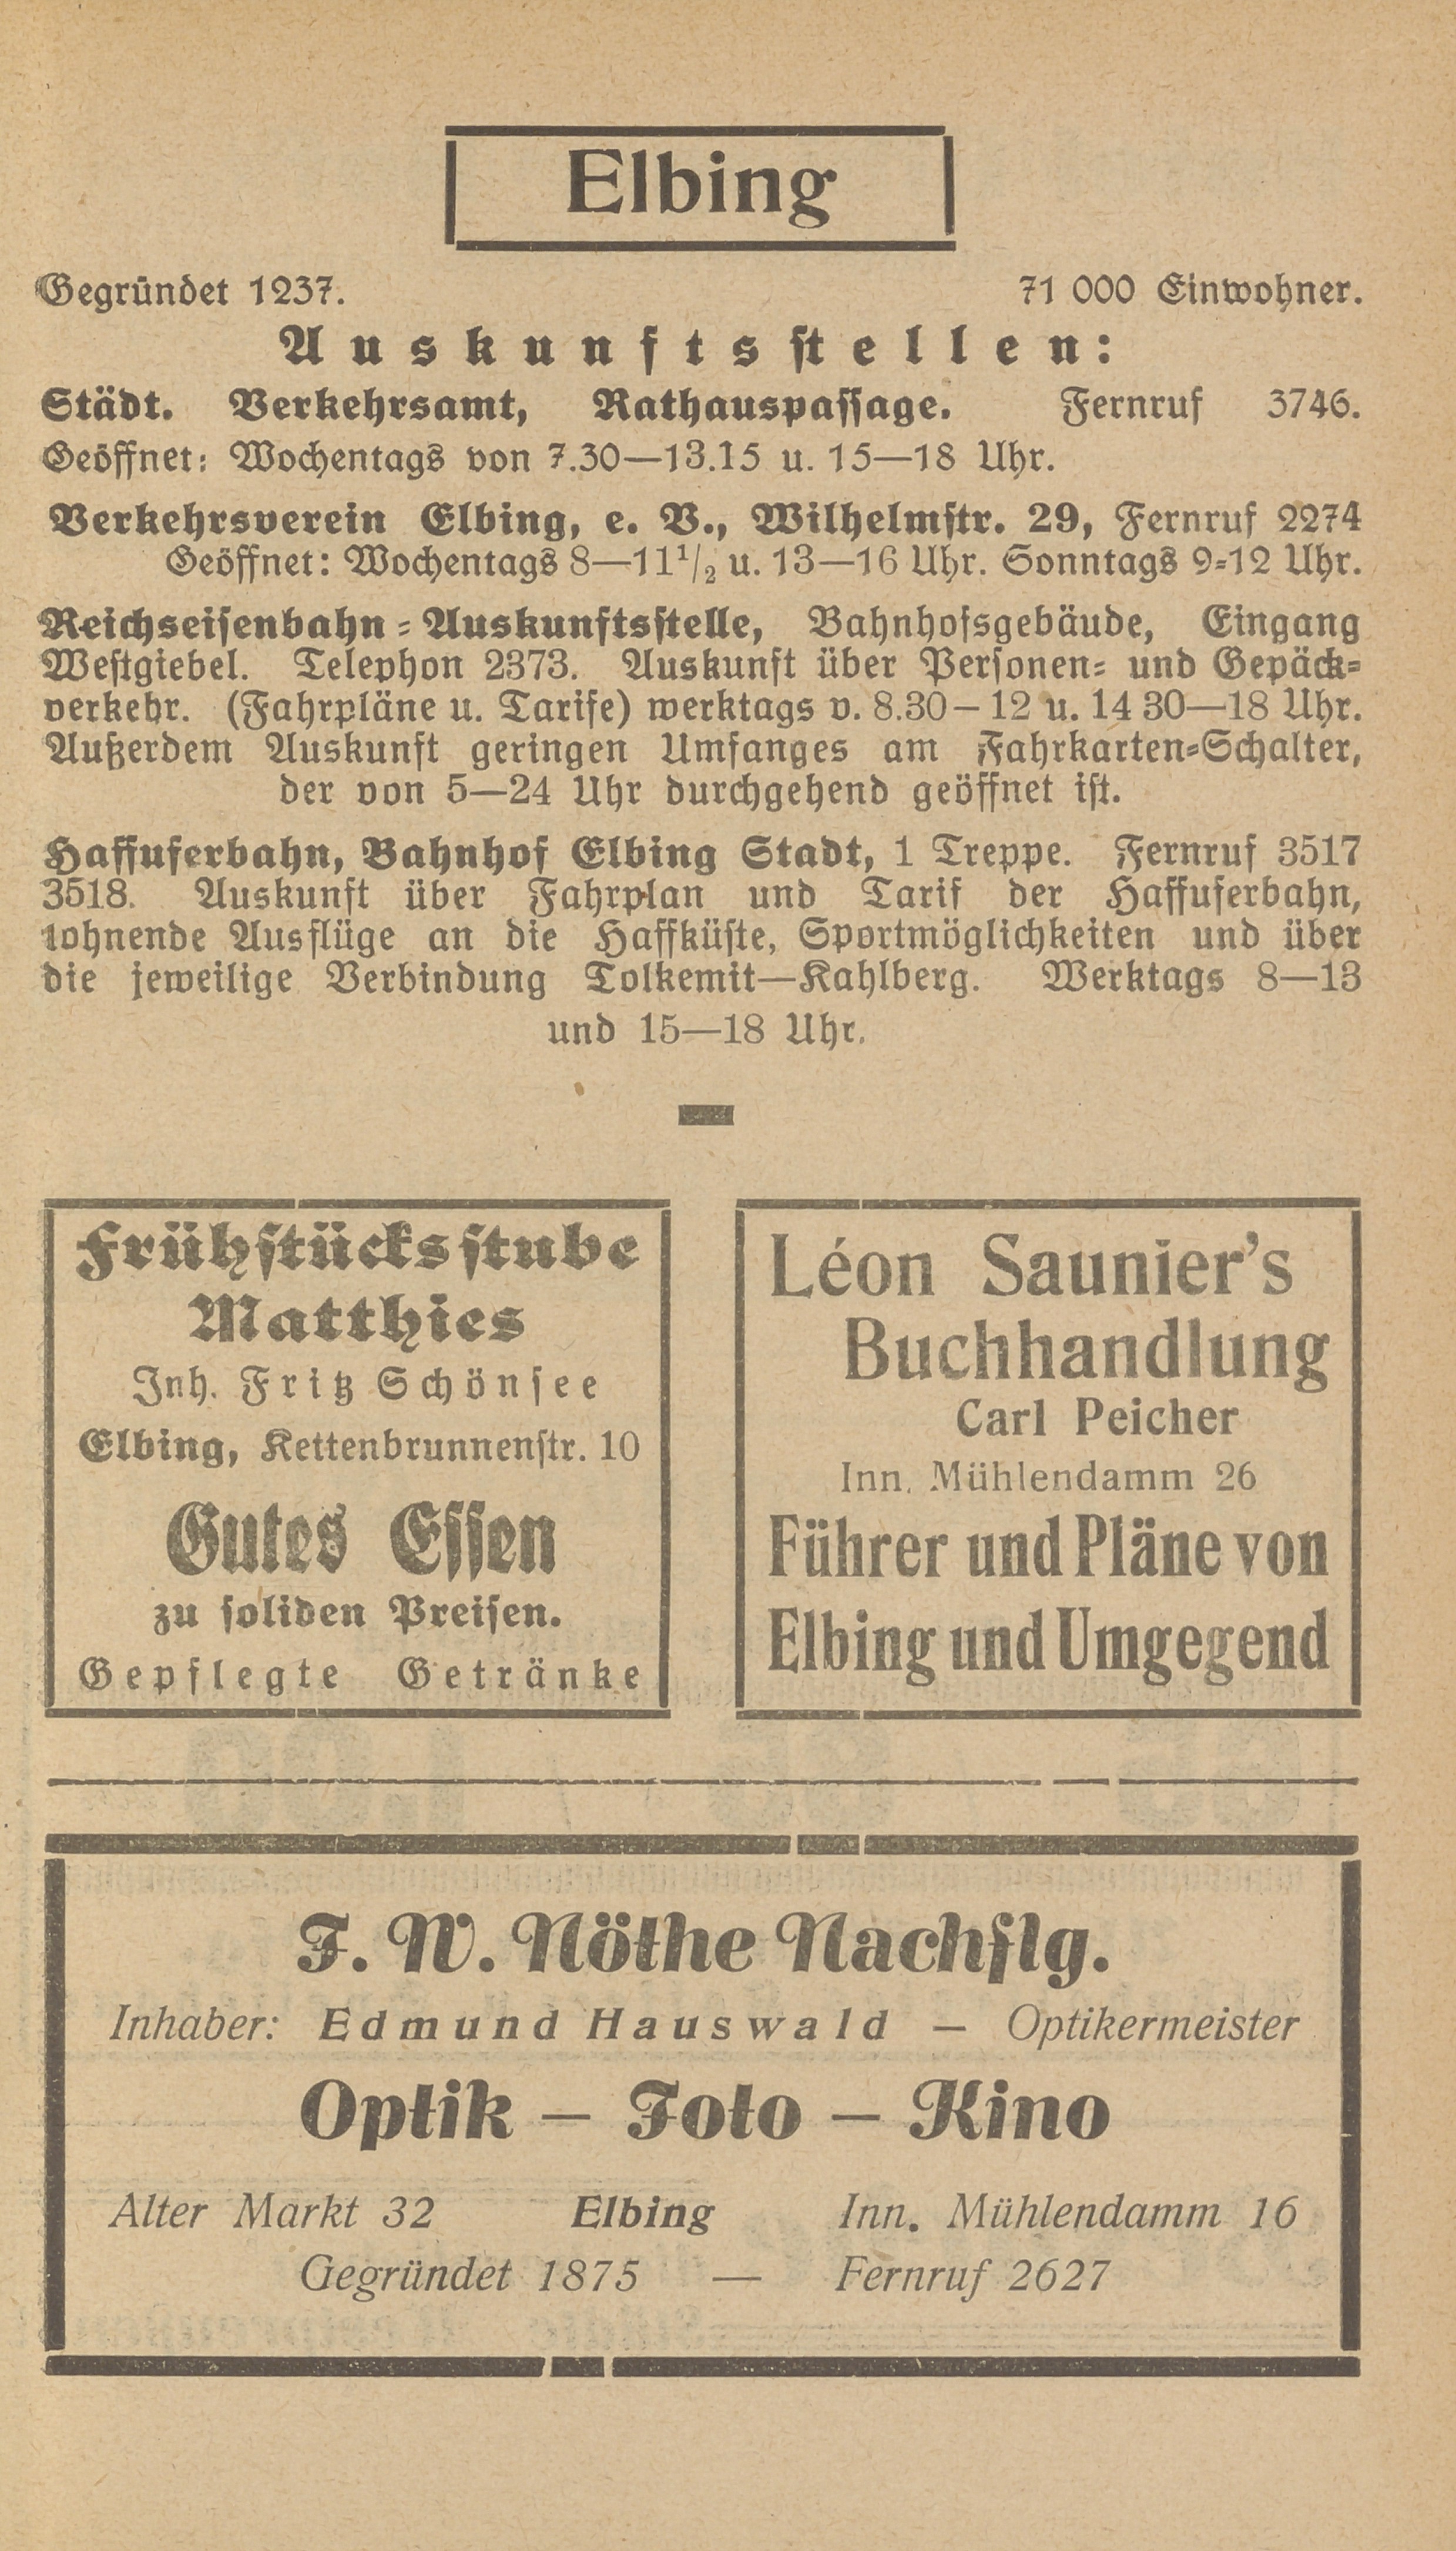 Elbing
Gegründet 1237. 71 000 Einwohner.
Auskunftsstellen:
Städt. Verkehrsamt, Rathauspassage. Fernruf 3746.
Geöffnet: Wochentags von 7.30—13.15 u. 15—18 Uhr.
Verkehrsverein Elbing, e. V., Wilhelmstr. 29, Fernruf 2274
Geöffnet: Wochentags 8—11 1/2 u. 13—16 Uhr. Sonntags 9-12 Uhr.
Reichseisenbahn-Auskunftsstelle, Bahnhofsgebäude, Eingang
Westgiebel. Telephon 2373. Auskunft über Personen- und Gepäck-
verkehr. (Fahrpläne u. Tarife) werktags v. 8.30—12 u. 14 30—18 Uhr.
Außerdem Auskunft geringen Umfanges am Fahrkarten-Schalter,
der von 5—24 Uhr durchgehend geöffnet ist.
Haffuferbahn, Bahnhof Elbing Stadt, 1 Treppe. Fernruf 3517
3518. Auskunft über Fahrplan und Tarif der Haffuferbahn,
lohnende Ausflüge an die Haffküste, Sportmöglichkeiten und über
die jeweilige Verbindung Tolkemit—Kahlberg. Werktags 8—13
und 15—18 Uhr.
Frühstücksstube
Matthies
Inh. Fritz Schönsee
Elbing, Kettenbrunnenstr. 10
Gutes Essen
zu soliden Preisen.
Gepflegte Getränke
Léon Saunier's
Buchhandlung
Carl Peicher
Inn. Mühlendamm 26
Führer und Pläne von
Elbing und Umgegend
F. W. Nöthe Nachflg.
Inhaber: Edmund Hauswald — Optikermeister
Optik — Foto — Kino
Alter Markt 32 Elbing Inn. Mühlendamm 16
Gegründet 1875 — Fernruf 2627